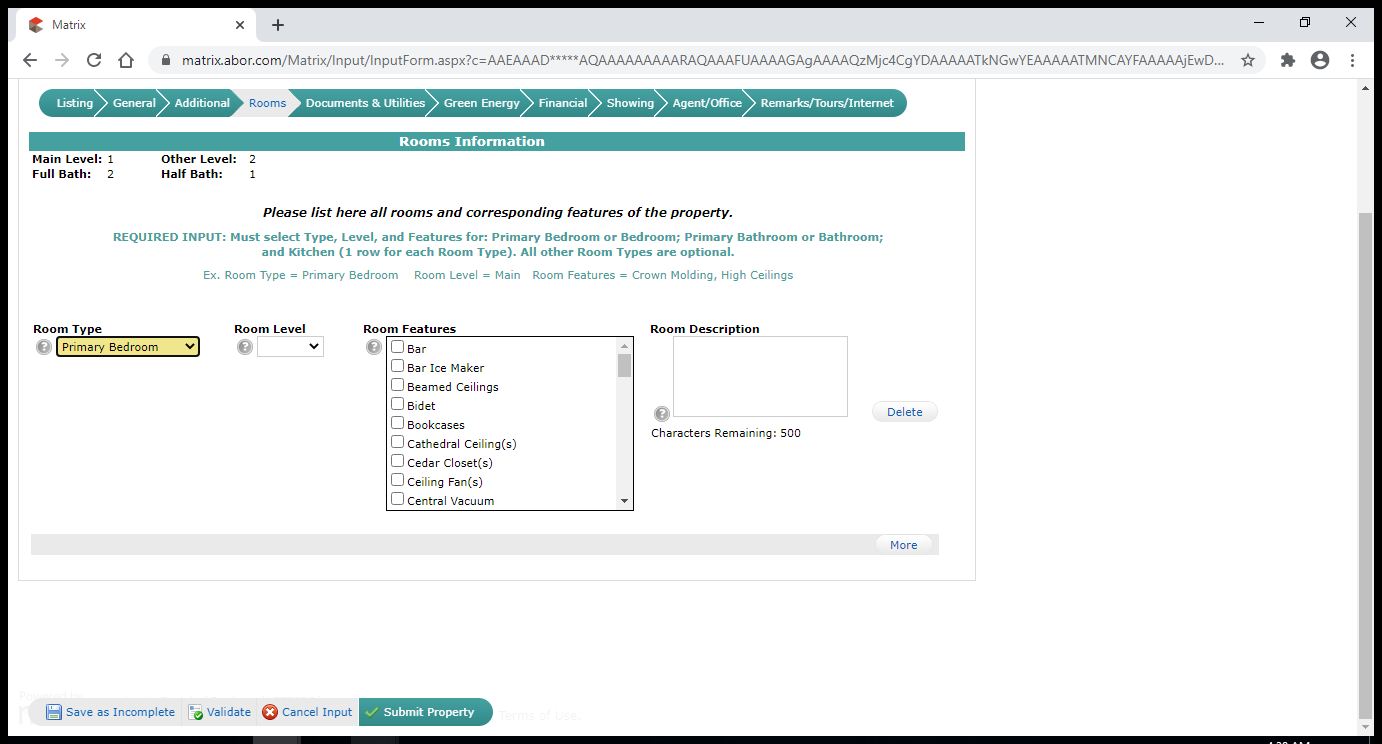 Matrix
matrix.abor.com/Matrix/Input/InputForm.aspx?c=AAEAAAD*****AQAAAAAAAAARAQAAAFUAAAAGAgAAAAQzMjc4CgYDAAAAATkNGwYEAAAAATMNCAYFAAAAAjEwD...
Listing General Additional Rooms Documents & Utilities Green Energy Financial Showing Agent/Office Remarks/Tours/Internet
Rooms Information
Main Level: 1 Other Level: 2
Full Bath: 2 Half Bath: 1
Please list here all rooms and corresponding features of the property.
REQUIRED INPUT: Must select Type, Level, and Features for: Primary Bedroom or Bedroom; Primary Bathroom or Bathroom;
and Kitchen (1 row for each Room Type). All other Room Types are optional.
Ex. Room Type = Primary Bedroom Room Level = Main Room Features = Crown Molding, High Ceilings
Room Type Room Level Room Features Room Description
Primary Bedroom
Bar
Bar Ice Maker
Beamed Ceilings
Bidet
Bookcases
Cathedral Ceiling(s)
Cedar Closet(s)
Ceiling Fan(s)
Central Vacuum
Delete
Characters Remaining: 500
More
Powered by
Save as Incomplete Validate Cancel Input Submit Property Terms of Use.